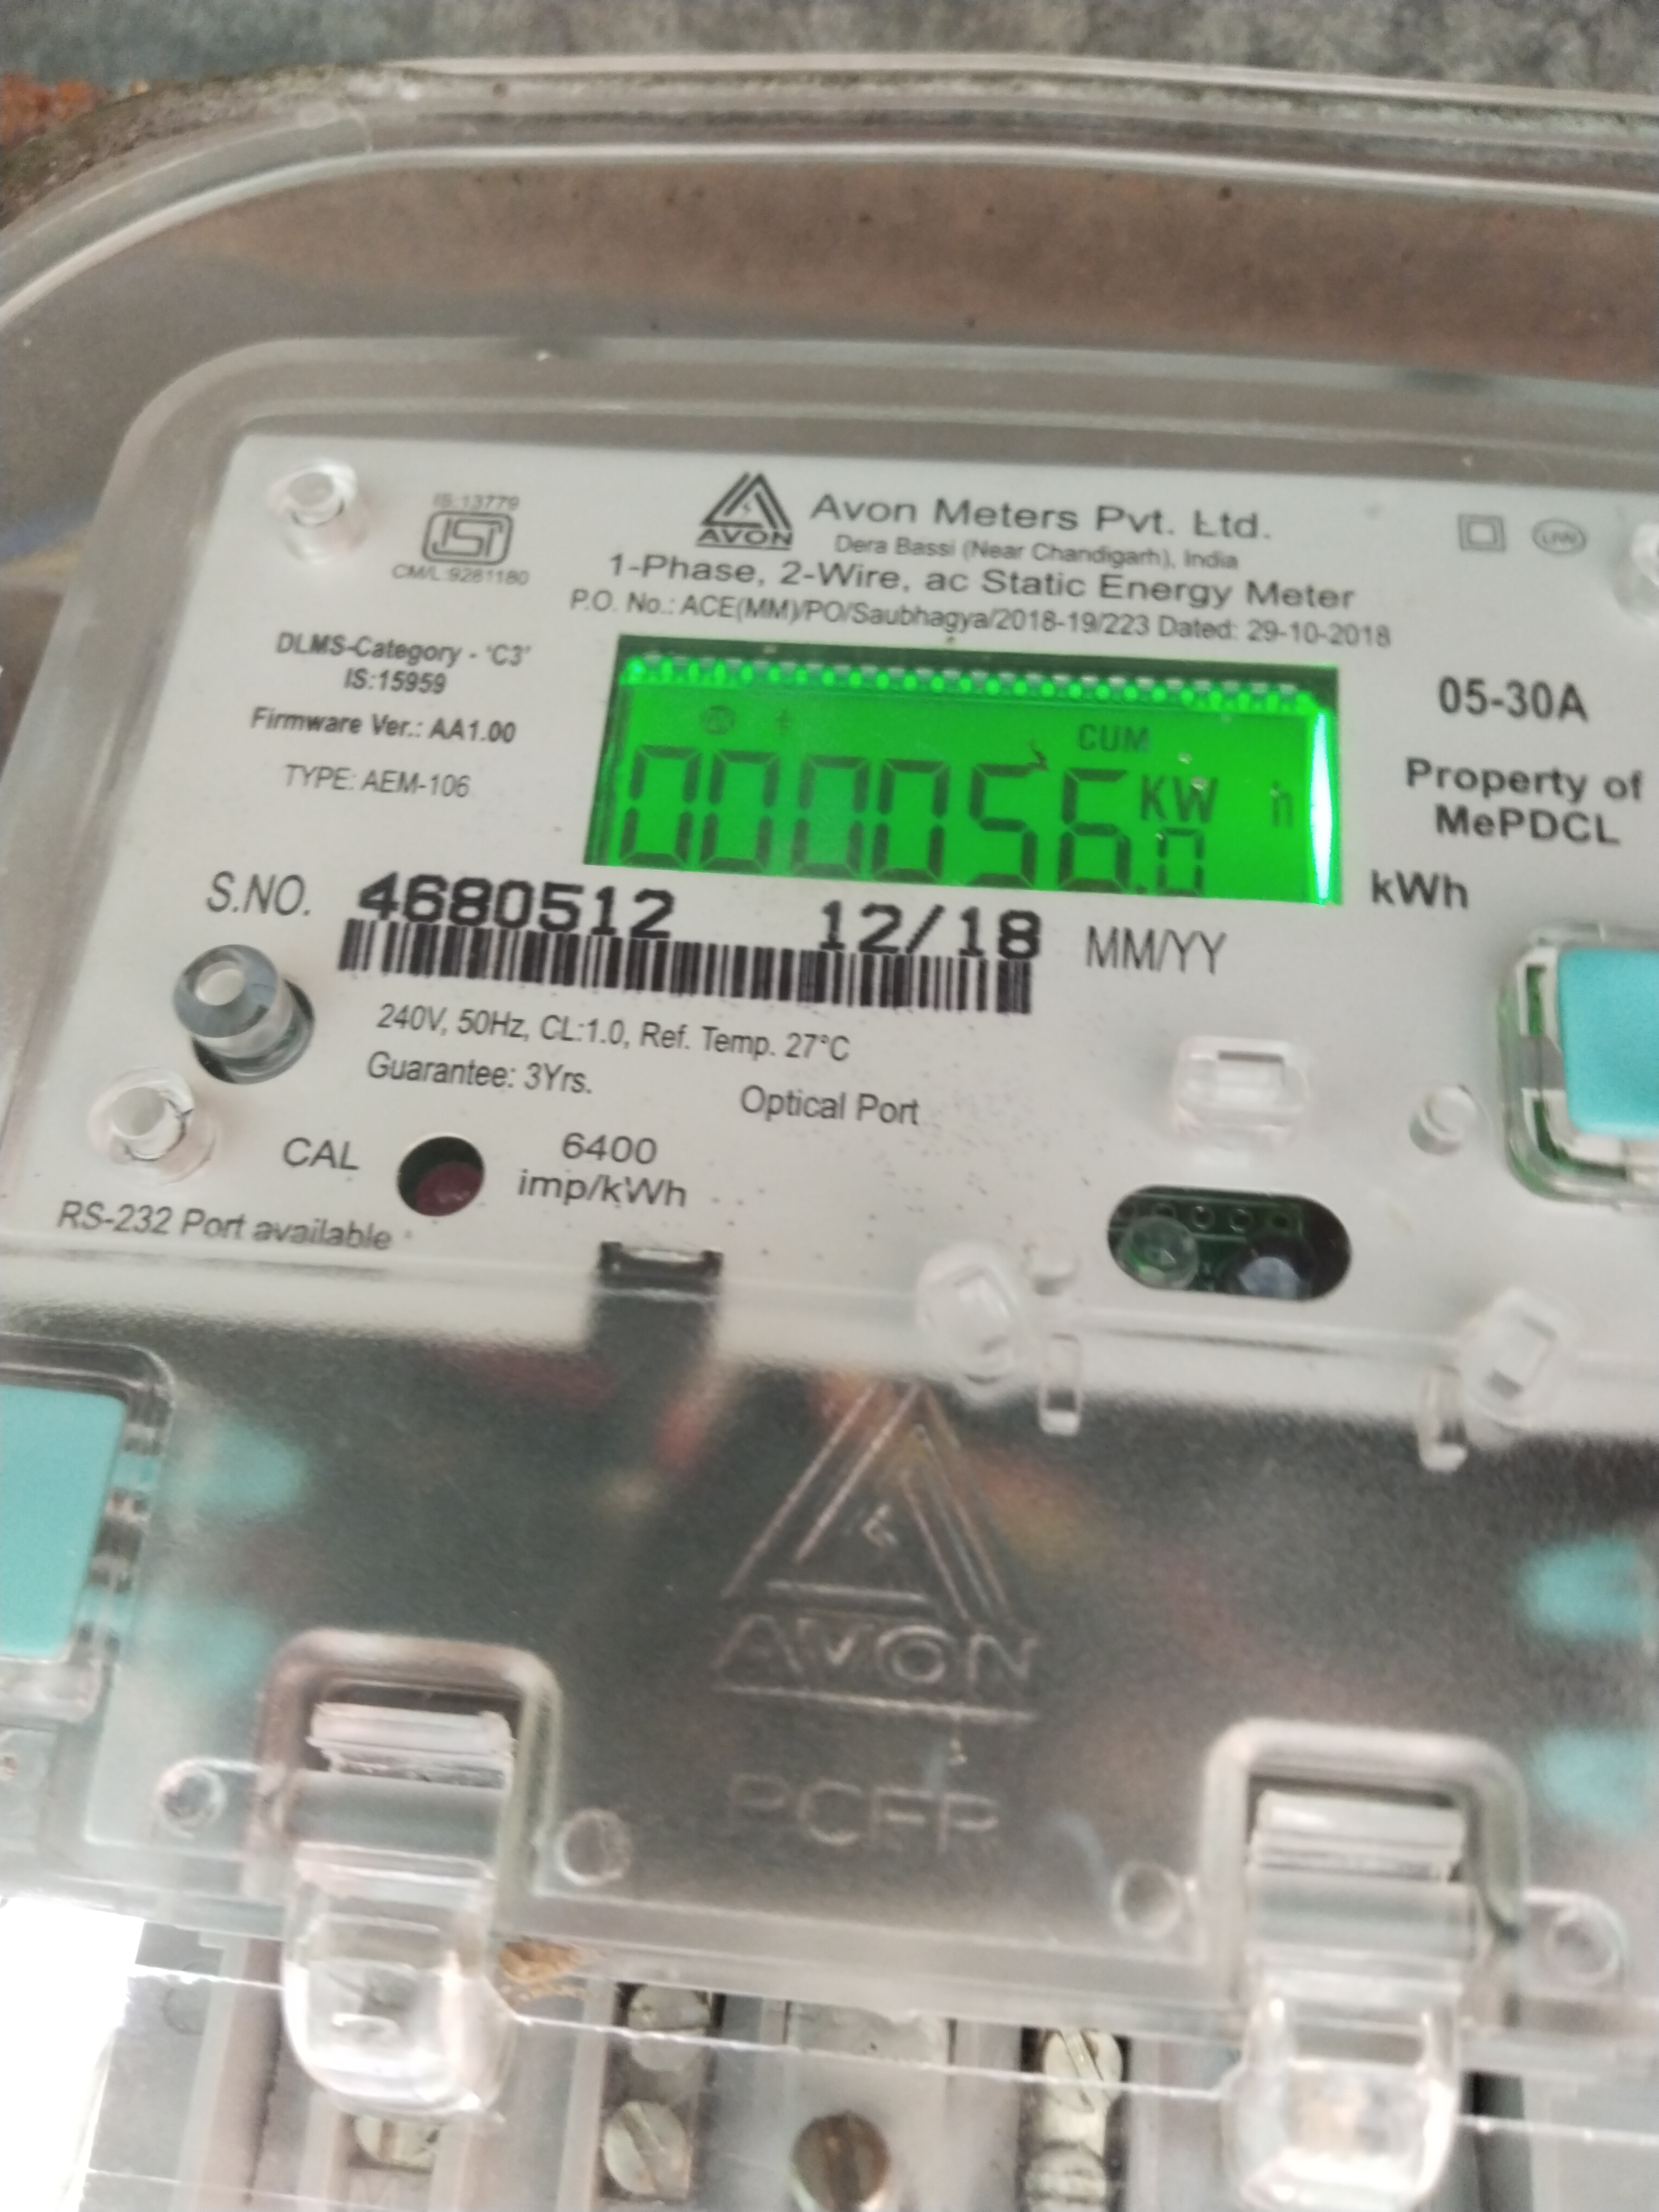 IS:13779
ISI
CM/L:9281180
AVON
Avon Meters Pvt. Ltd.
Dera Bassi (Near Chandigarh), India
1-Phase, 2-Wire, ac Static Energy Meter
P.O. No.: ACE(MM)/PO/Saubhagya/2018-19/223 Dated: 29-10-2018
DLMS-Category - 'C3'
IS:15959
Firmware Ver.: AA1.00
TYPE: AEM-106
CUM
000056.0 KW h
05-30A
Property of
MePDCL
kWh
S.NO. 4680512 12/18 MM/YY
240V, 50Hz, CL:1.0, Ref. Temp. 27°C
Guarantee: 3Yrs.
Optical Port
CAL
6400
imp/kWh
RS-232 Port available
AVON
PCFP